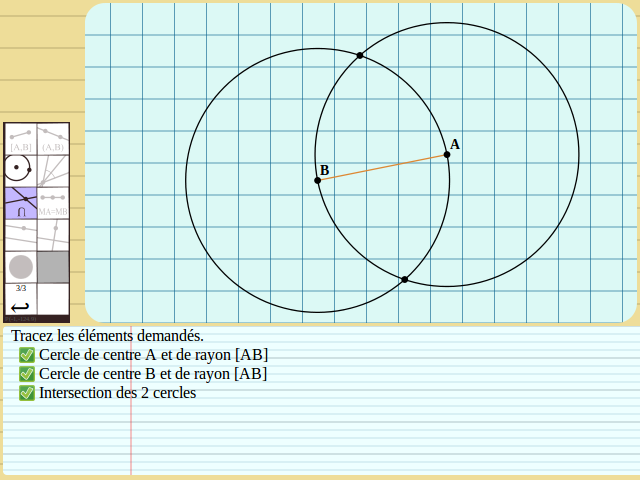 A
B
[A,B]
(A,B)
∩
MA=MB
3/3
Tracez les éléments demandés.
Cercle de centre A et de rayon [AB]
Cercle de centre B et de rayon [AB]
Intersection des 2 cercles